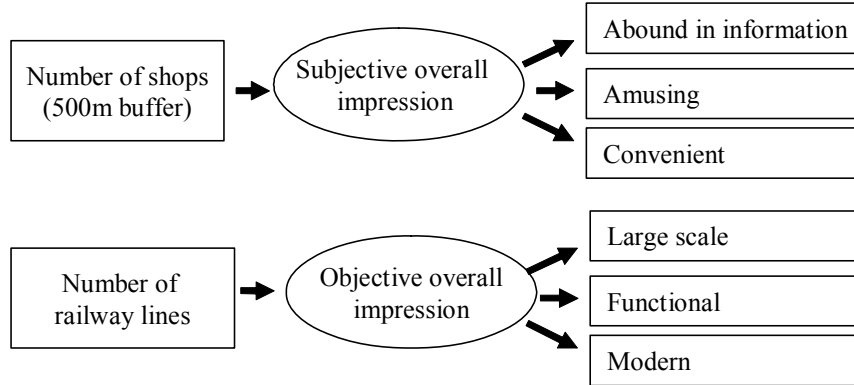 Number of shops
(500m buffer)
Subjective overall
impression
Abound in information
Amusing
Convenient
Number of
railway lines
Objective overall
impression
Large scale
Functional
Modern